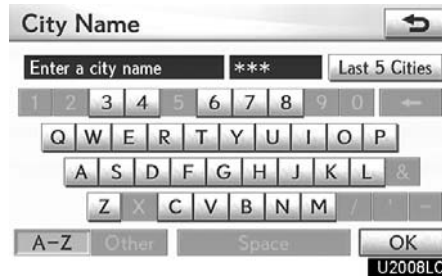 City Name
Enter a city name *** Last 5 Cities
1 2 3 4 5 6 7 8 9 0 ←
Q W E R T Y U I O P
A S D F G H J K L &
Z X C V B N M / ' -
A-Z Other Space OK
U2008LC